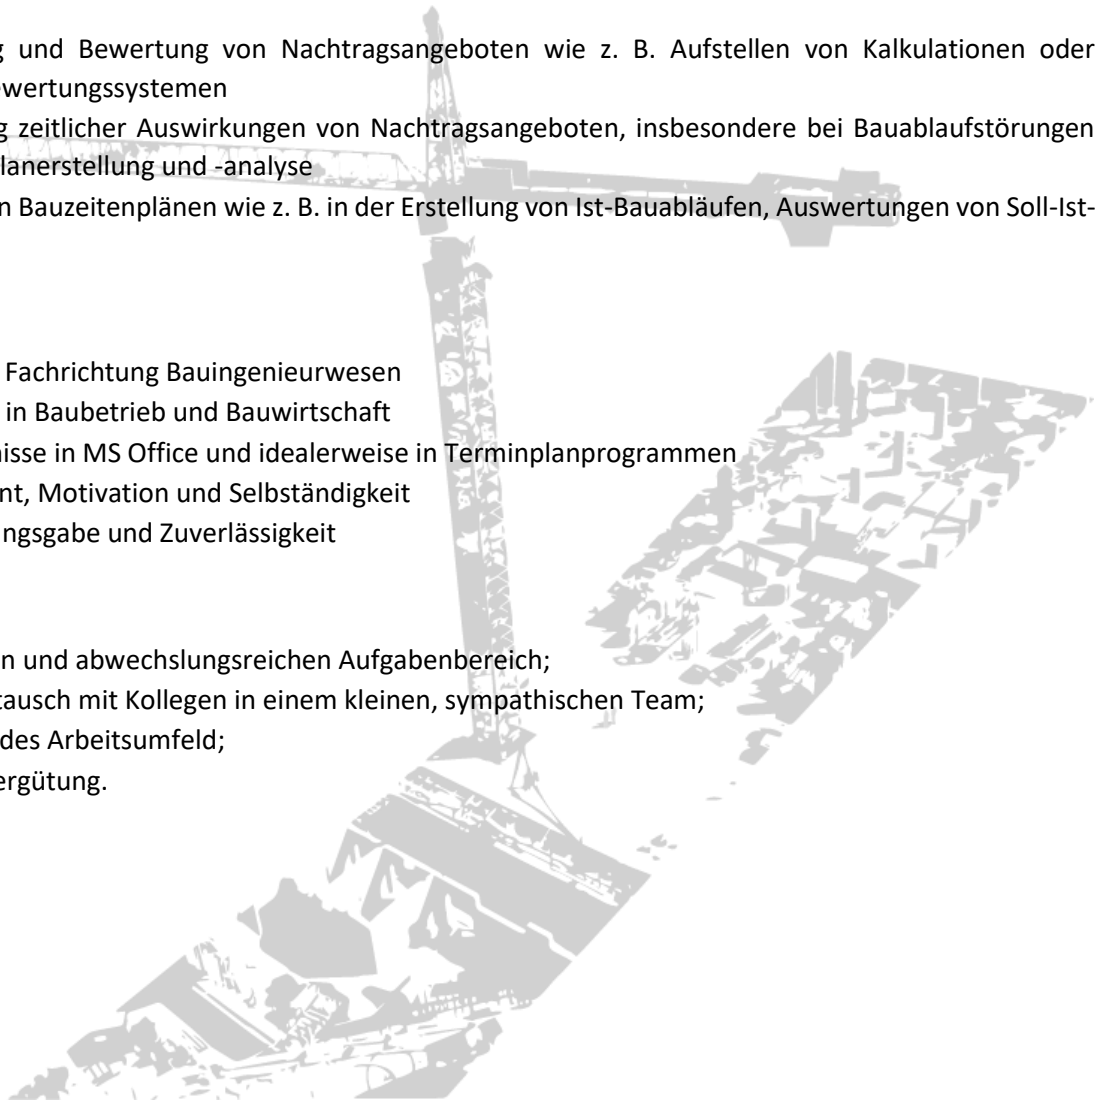 g und Bewertung von Nachtragsangeboten wie z. B. Aufstellen von Kalkulationen oder
ewertungssystemen
g zeitlicher Auswirkungen von Nachtragsangeboten, insbesondere bei Bauablaufstörungen
lanerstellung und -analyse
n Bauzeitenplänen wie z. B. in der Erstellung von Ist-Bauabläufen, Auswertungen von Soll-Ist-
Fachrichtung Bauingenieurwesen
in Baubetrieb und Bauwirtschaft
nisse in MS Office und idealerweise in Terminplanprogrammen
nt, Motivation und Selbständigkeit
ngsgabe und Zuverlässigkeit
n und abwechslungsreichen Aufgabenbereich;
tausch mit Kollegen in einem kleinen, sympathischen Team;
des Arbeitsumfeld;
ergütung.